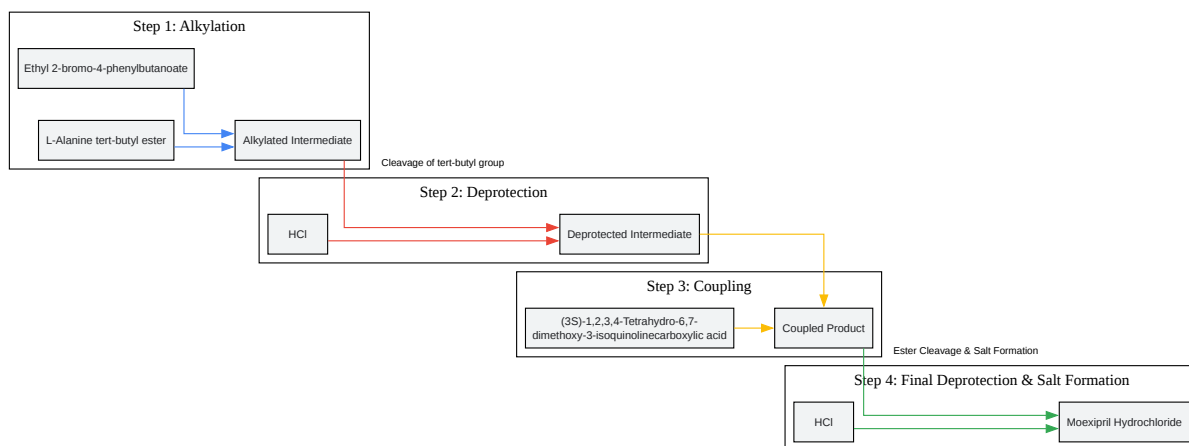 Step 1: Alkylation
Ethyl 2-bromo-4-phenylbutanoate
L-Alanine tert-butyl ester
Alkylated Intermediate
Cleavage of tert-butyl group
Step 2: Deprotection
HCl
Deprotected Intermediate
Step 3: Coupling
(3S)-1,2,3,4-Tetrahydro-6,7-
dimethoxy-3-isoquinolinecarboxylic acid
Coupled Product
Ester Cleavage & Salt Formation
Step 4: Final Deprotection & Salt Formation
HCl
Moexipril Hydrochloride